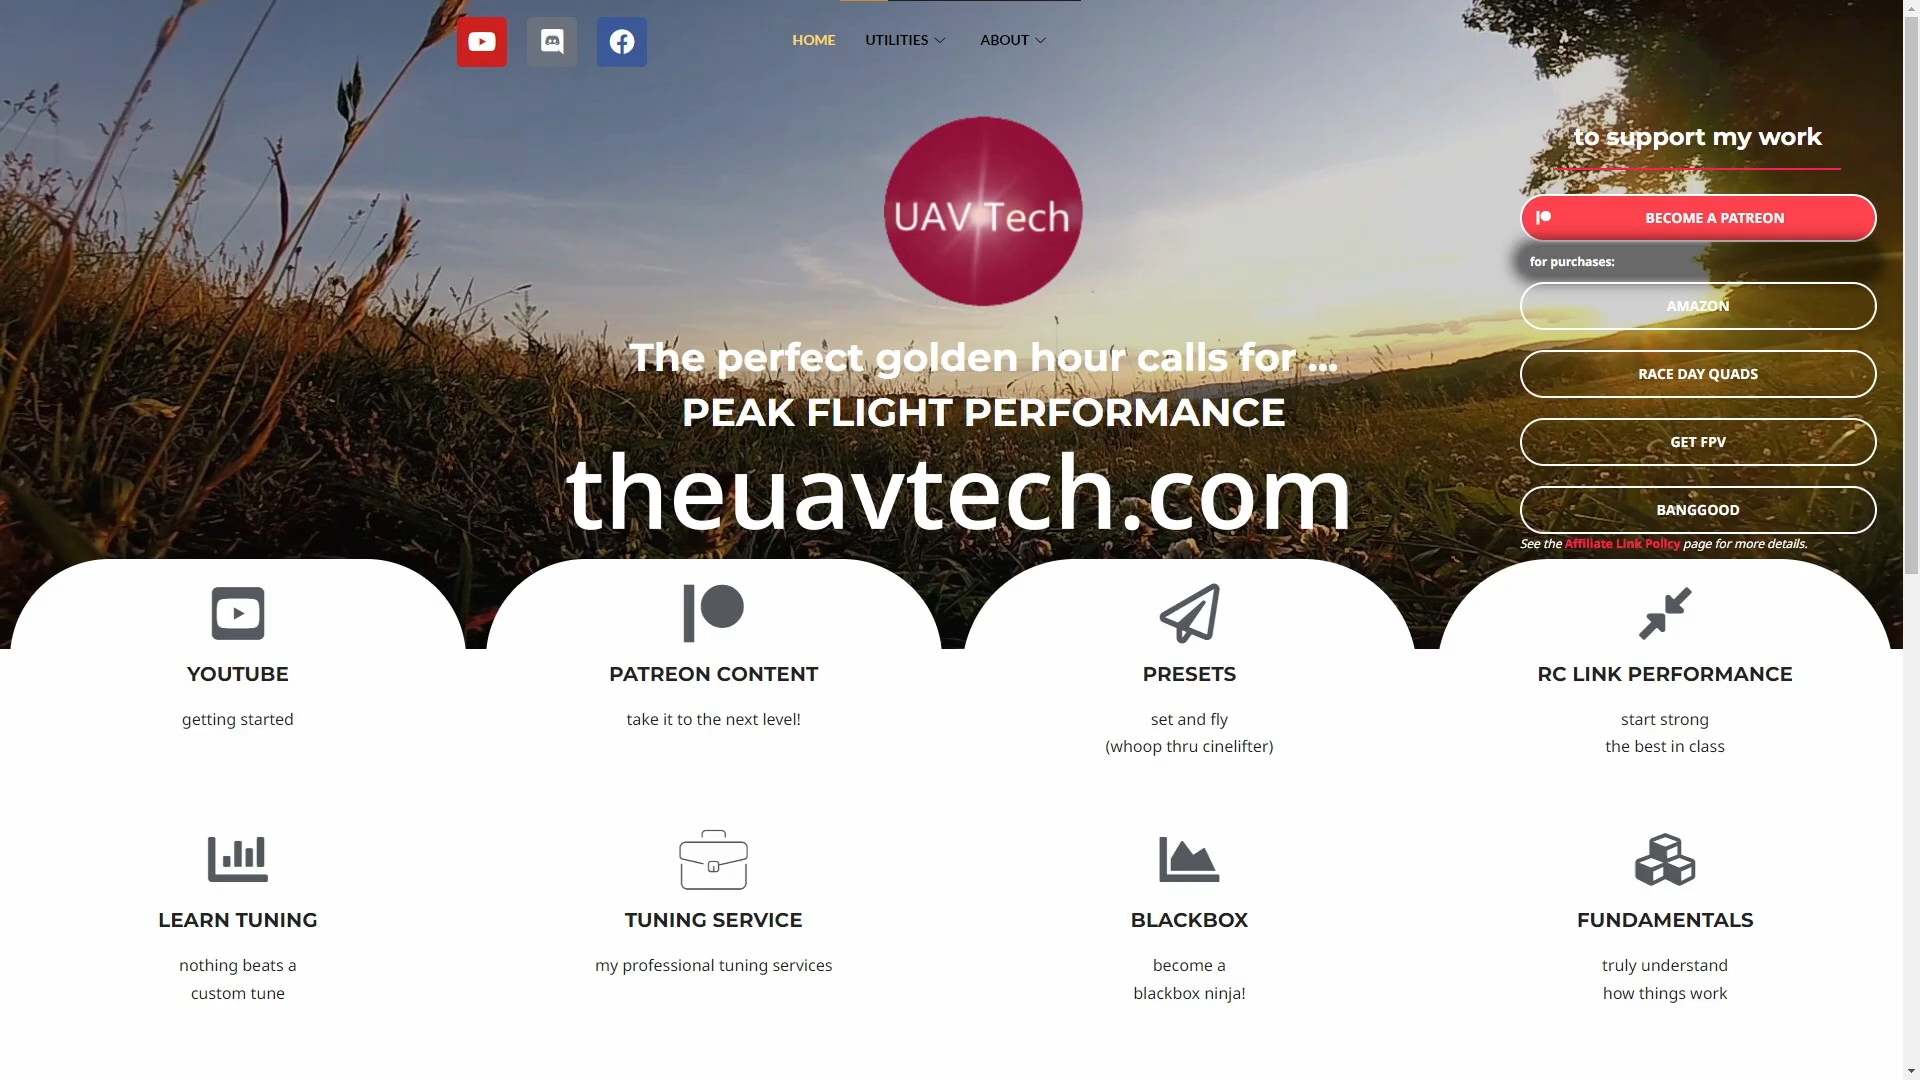 HOME
UTILITIES
ABOUT
UAV Tech
to support my work
BECOME A PATREON
for purchases:
AMAZON
RACE DAY QUADS
GET FPV
BANGGOOD
See the Affiliate Link Policy page for more details.
The perfect golden hour calls for ...
PEAK FLIGHT PERFORMANCE
theuavtech.com
YOUTUBE
getting started
PATREON CONTENT
take it to the next level!
PRESETS
set and fly
(whoop thru cinelifter)
RC LINK PERFORMANCE
start strong
the best in class
LEARN TUNING
nothing beats a
custom tune
TUNING SERVICE
my professional tuning services
BLACKBOX
become a
blackbox ninja!
FUNDAMENTALS
truly understand
how things work